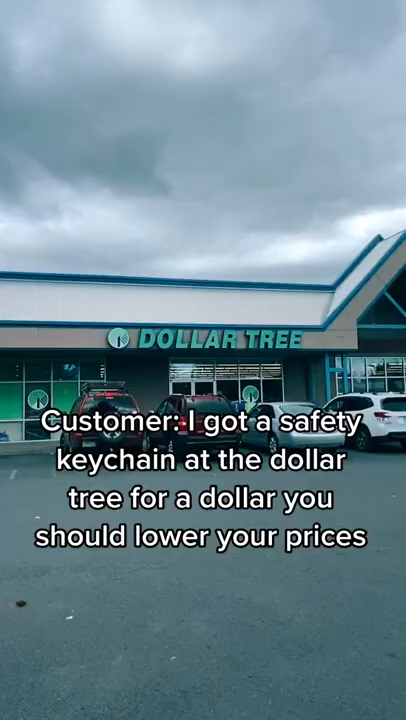 DOLLAR TREE
Customer: I got a safety
keychain at the dollar
tree for a dollar you
should lower your prices